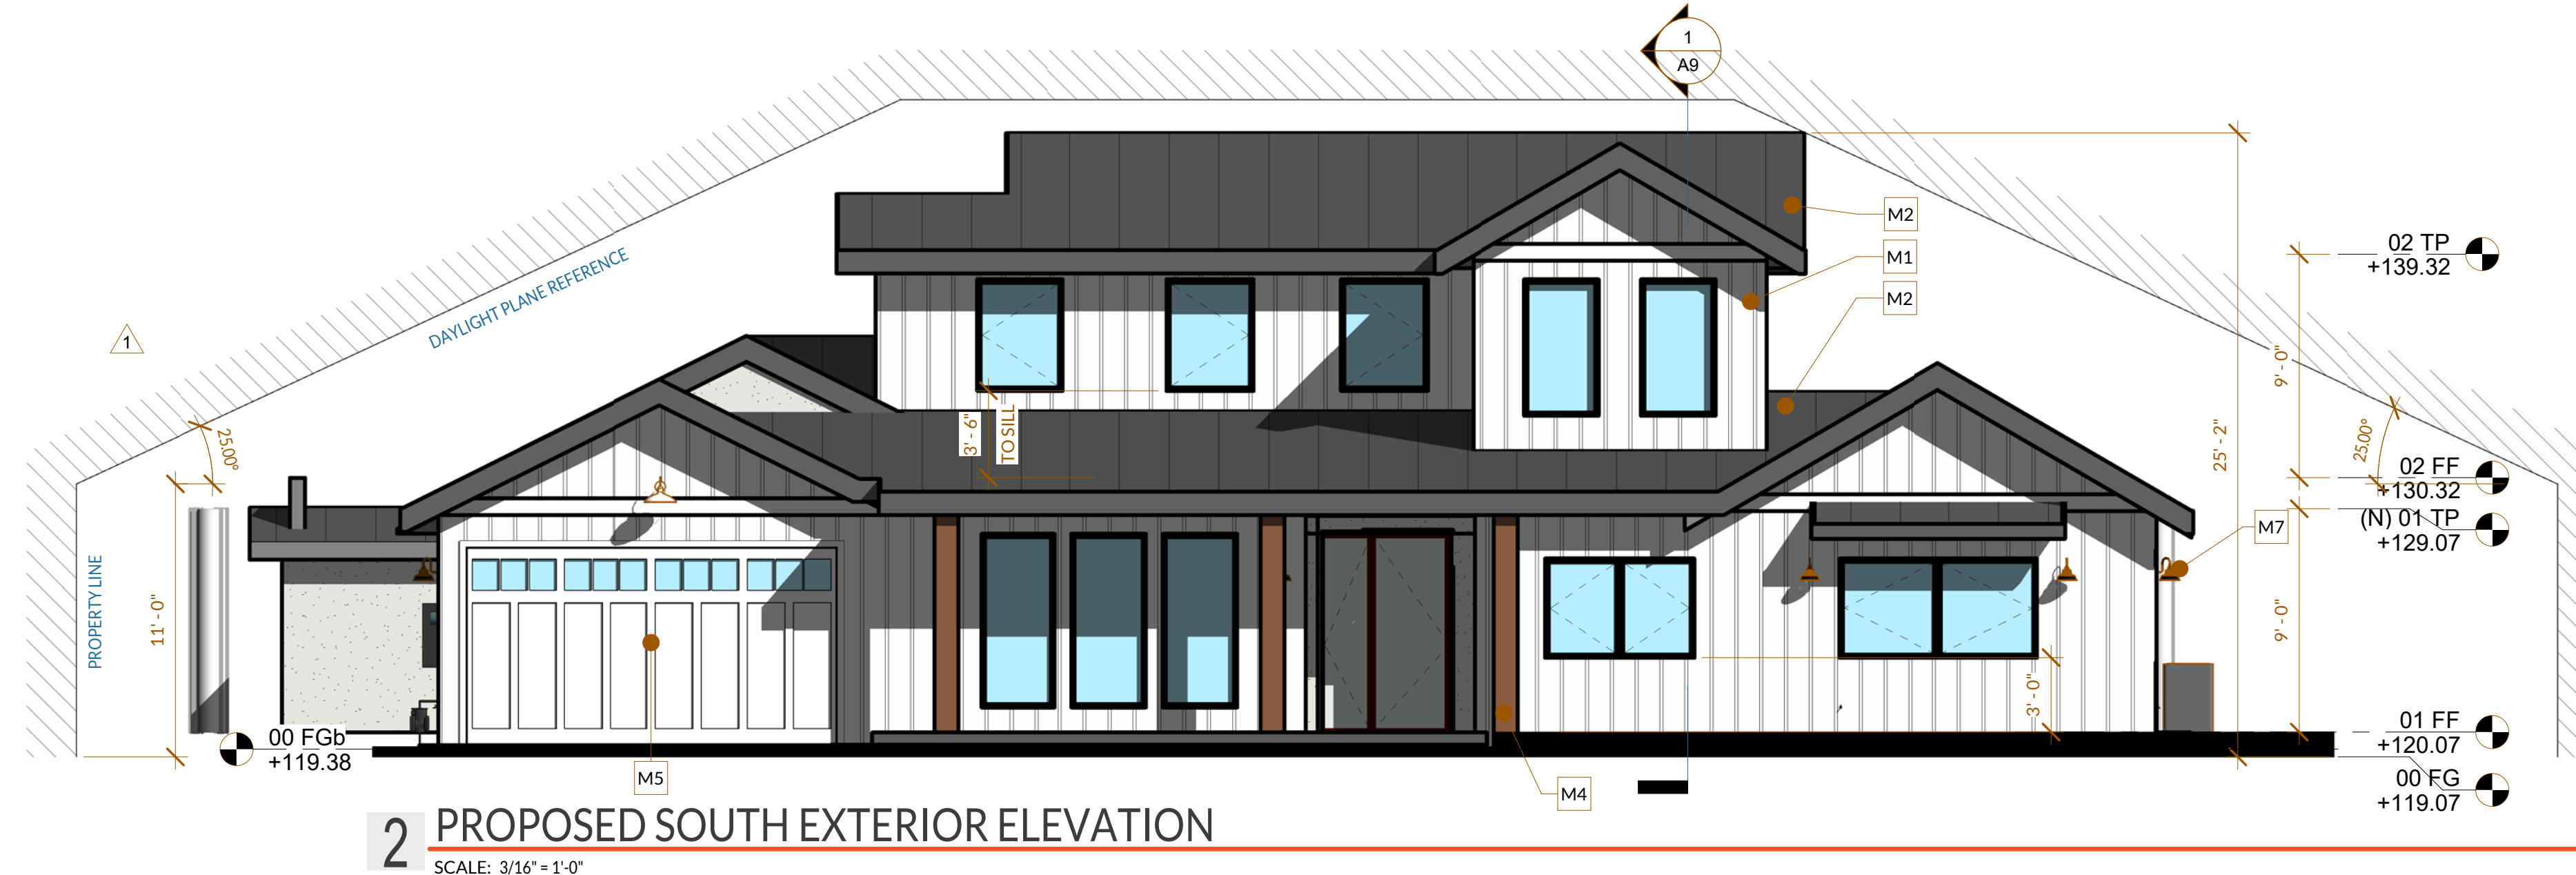 1
A9
M2
02 TP
+139.32
M1
DAYLIGHT PLANE REFERENCE
M2
1
9' - 0"
3' - 6"
TO SILL
25.00°
25' - 2"
25.00°
02 FF
+130.32
(N) 01 TP
+129.07
M7
PROPERTY LINE
11' - 0"
9' - 0"
3' - 0"
00 FGb
+119.38
01 FF
+120.07
M5
M4
00 FG
+119.07
2
PROPOSED SOUTH EXTERIOR ELEVATION
SCALE: 3/16" = 1'-0"